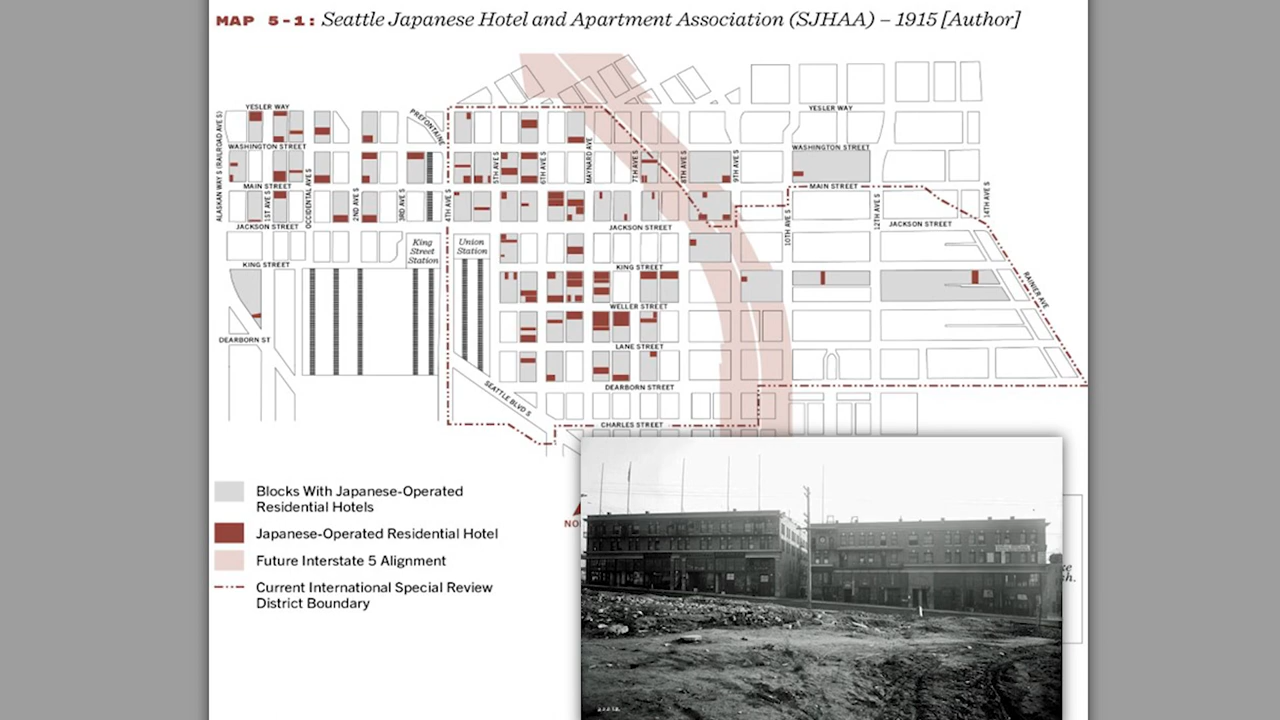 MAP 5-1: Seattle Japanese Hotel and Apartment Association (SJHAA) – 1915 [Author]
YESLER WAY
YESLER WAY
PREFONTAINE
ALASKAN WAY S (RAILROAD AVE S)
WASHINGTON STREET
WASHINGTON STREET
MAIN STREET
MAIN STREET
1ST AVE S
OCCIDENTAL AVE S
2ND AVE S
3RD AVE S
4TH AVE S
5TH AVE S
6TH AVE S
MAYNARD AVE
7TH AVE S
8TH AVE S
9TH AVE S
10TH AVE S
12TH AVE S
14TH AVE S
JACKSON STREET
JACKSON STREET
JACKSON STREET
King
Street
Station
Union
Station
KING STREET
KING STREET
RAINIER AVE
WELLER STREET
DEARBORN ST
LANE STREET
DEARBORN STREET
SEATTLE BLVD S
CHARLES STREET
Blocks With Japanese-Operated
Residential Hotels
Japanese-Operated Residential Hotel
Future Interstate 5 Alignment
Current International Special Review
District Boundary
NO